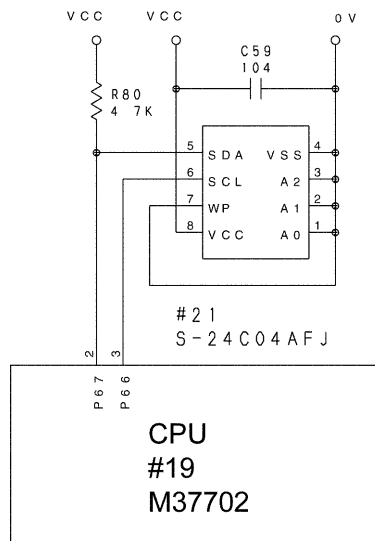 VCC VCC 0V
C59
104
R80
4 7K
5 SDA VSS 4
6 SCL A2 3
7 WP A1 2
8 VCC A0 1
#21
S-24C04AFJ
2 3
P67 P66
CPU
#19
M37702